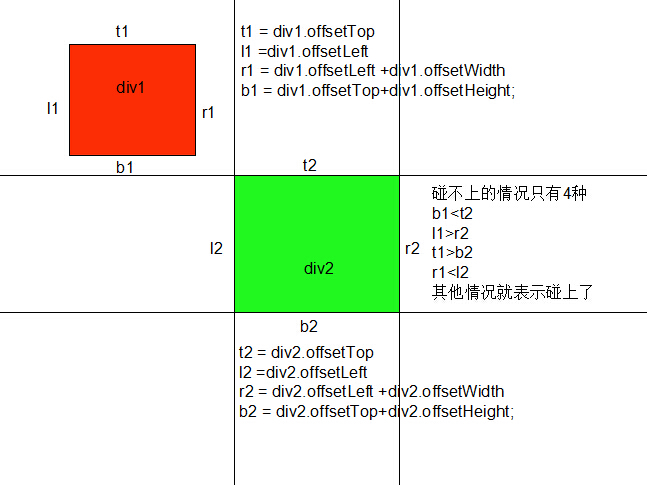 t1
t1 = div1.offsetTop
l1 =div1.offsetLeft
r1 = div1.offsetLeft +div1.offsetWidth
b1 = div1.offsetTop+div1.offsetHeight;
div1
l1
r1
b1
t2
碰不上的情况只有4种
b1<t2
l1>r2
t1>b2
r1<l2
其他情况就表示碰上了
l2
r2
div2
b2
t2 = div2.offsetTop
l2 =div2.offsetLeft
r2 = div2.offsetLeft +div2.offsetWidth
b2 = div2.offsetTop+div2.offsetHeight;